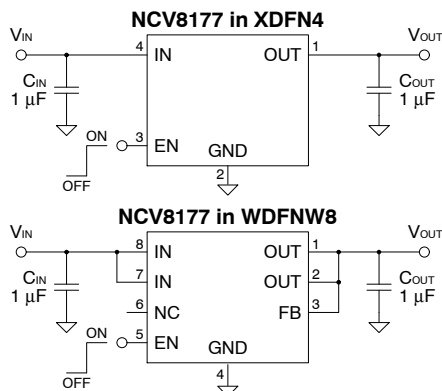 NCV8177 in XDFN4
VIN 4 IN OUT 1 VOUT
CIN
1 µF
COUT
1 µF
ON 3 EN
OFF
GND
2
NCV8177 in WDFNW8
VIN 8 IN OUT 1 VOUT
CIN
1 µF
7 IN OUT 2
COUT
1 µF
6 NC FB 3
ON 5 EN
OFF
GND
4